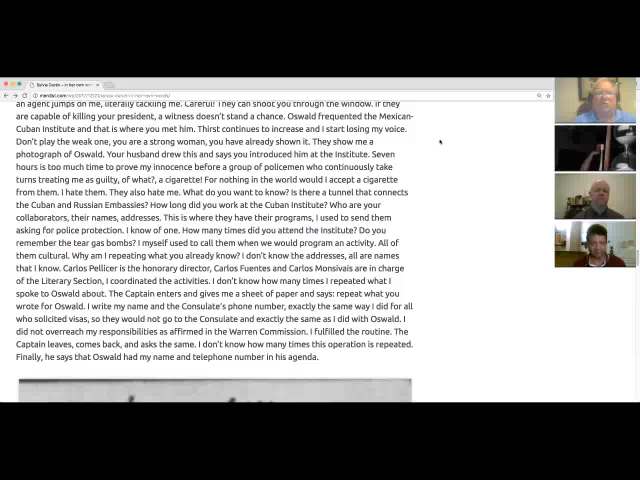 an agent jumps on me, literally tackling me. Careful! They can shoot you through the window. If they
are capable of killing your president, a witness doesn't stand a chance. Oswald frequented the Mexican-
Cuban Institute and that is where you met him. Thirst continues to increase and I start losing my voice.
Don't play the weak one, you are a strong woman, you have already shown it. They show me a
photograph of Oswald. Your husband drew this and says you introduced him at the Institute. Seven
hours is too much time to prove my innocence before a group of policemen who continuously take
turns treating me as guilty, of what?, a cigarette! For nothing in the world would I accept a cigarette
from them. I hate them. They also hate me. What do you want to know? Is there a tunnel that connects
the Cuban and Russian Embassies? How long did you work at the Cuban Institute? Who are your
collaborators, their names, addresses. This is where they have their programs, I used to send them
asking for police protection. I know of one. How many times did you attend the Institute? Do you
remember the tear gas bombs? I myself used to call them when we would program an activity. All of
them cultural. Why am I repeating what you already know? I don't know the addresses, all are names
that I know. Carlos Pellicer is the honorary director, Carlos Fuentes and Carlos Monsivais are in charge
of the Literary Section, I coordinated the activities. I don't know how many times I repeated what I
spoke to Oswald about. The Captain enters and gives me a sheet of paper and says: repeat what you
wrote for Oswald. I write my name and the Consulate's phone number, exactly the same way I did for all
who solicited visas, so they would not go to the Consulate and exactly the same as I did with Oswald. I
did not overreach my responsibilities as affirmed in the Warren Commission. I fulfilled the routine. The
Captain leaves, comes back, and asks the same. I don't know how many times this operation is repeated.
Finally, he says that Oswald had my name and telephone number in his agenda.